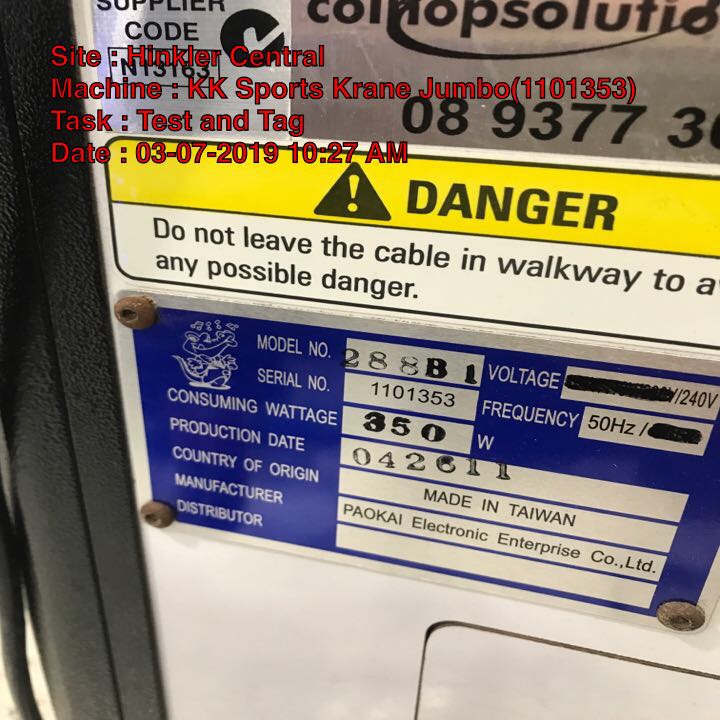 SUPPLIER
CODE
N13163
coinopsolutio
08 9377 30
Site : Hinkler Central
Machine : KK Sports Krane Jumbo(1101353)
Task : Test and Tag
Date : 03-07-2019 10:27 AM
DANGER
Do not leave the cable in walkway to a
any possible danger.
MODEL NO. 288B1 VOLTAGE /240V
SERIAL NO. 1101353 FREQUENCY 50Hz /
CONSUMING WATTAGE 350 W
PRODUCTION DATE 042611
COUNTRY OF ORIGIN MADE IN TAIWAN
MANUFACTURER PAOKAI Electronic Enterprise Co.,Ltd.
DISTRIBUTOR